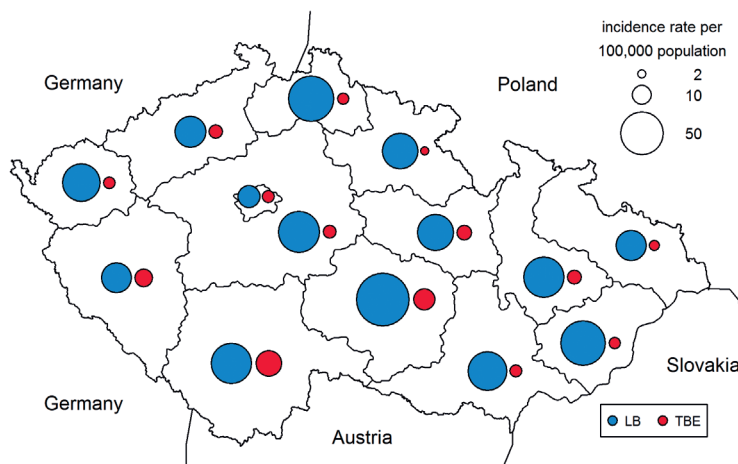 incidence rate per
100,000 population
2
10
50
Germany
Poland
Slovakia
Germany
Austria
LB TBE